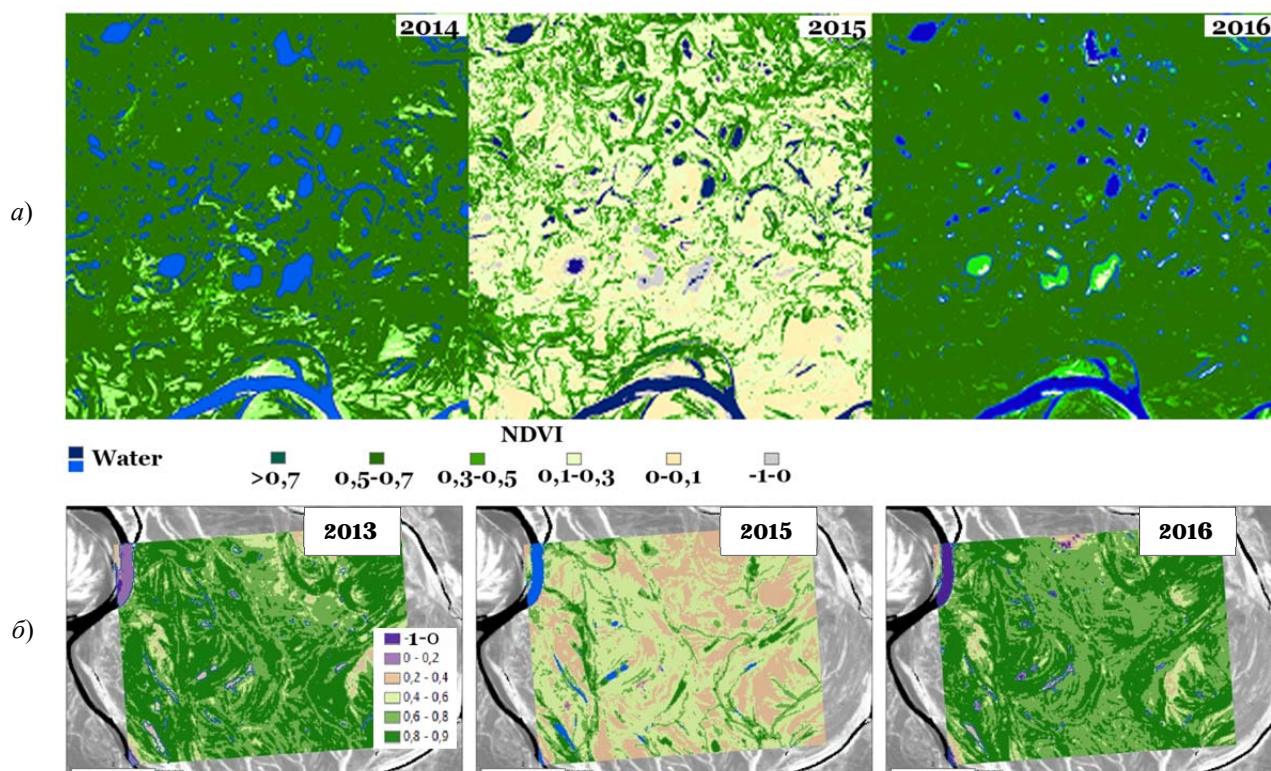 2014 2015 2016
а)
NDVI
Water
>0,7 0,5-0,7 0,3-0,5 0,1-0,3 0-0,1 -1-0
2013 2015 2016
б)
-1-0
0 - 0,2
0,2 - 0,4
0,4 - 0,6
0,6 - 0,8
0,8 - 0,9